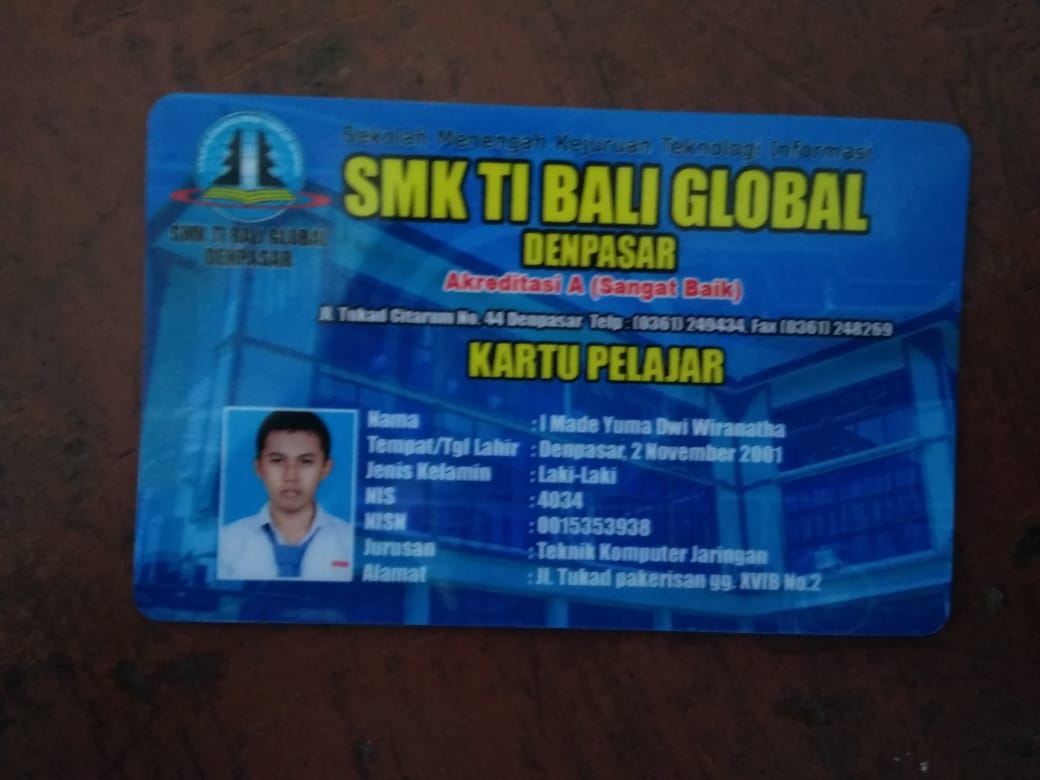 Sekolah Menengah Kejuruan Teknologi Informasi
SMK TI BALI GLOBAL
DENPASAR
SMK TI BALI GLOBAL
DENPASAR
Akreditasi A (Sangat Baik)
Jl. Tukad Citarum No. 44 Denpasar Telp : (0361) 249434, Fax (0361) 248269
KARTU PELAJAR
Nama : I Made Yuma Dwi Wiranatha
Tempat/Tgl Lahir : Denpasar, 2 November 2001
Jenis Kelamin : Laki-Laki
NIS : 4034
NISN : 0015353938
Jurusan : Teknik Komputer Jaringan
Alamat : Jl. Tukad pakerisan gg. XVIB No.2